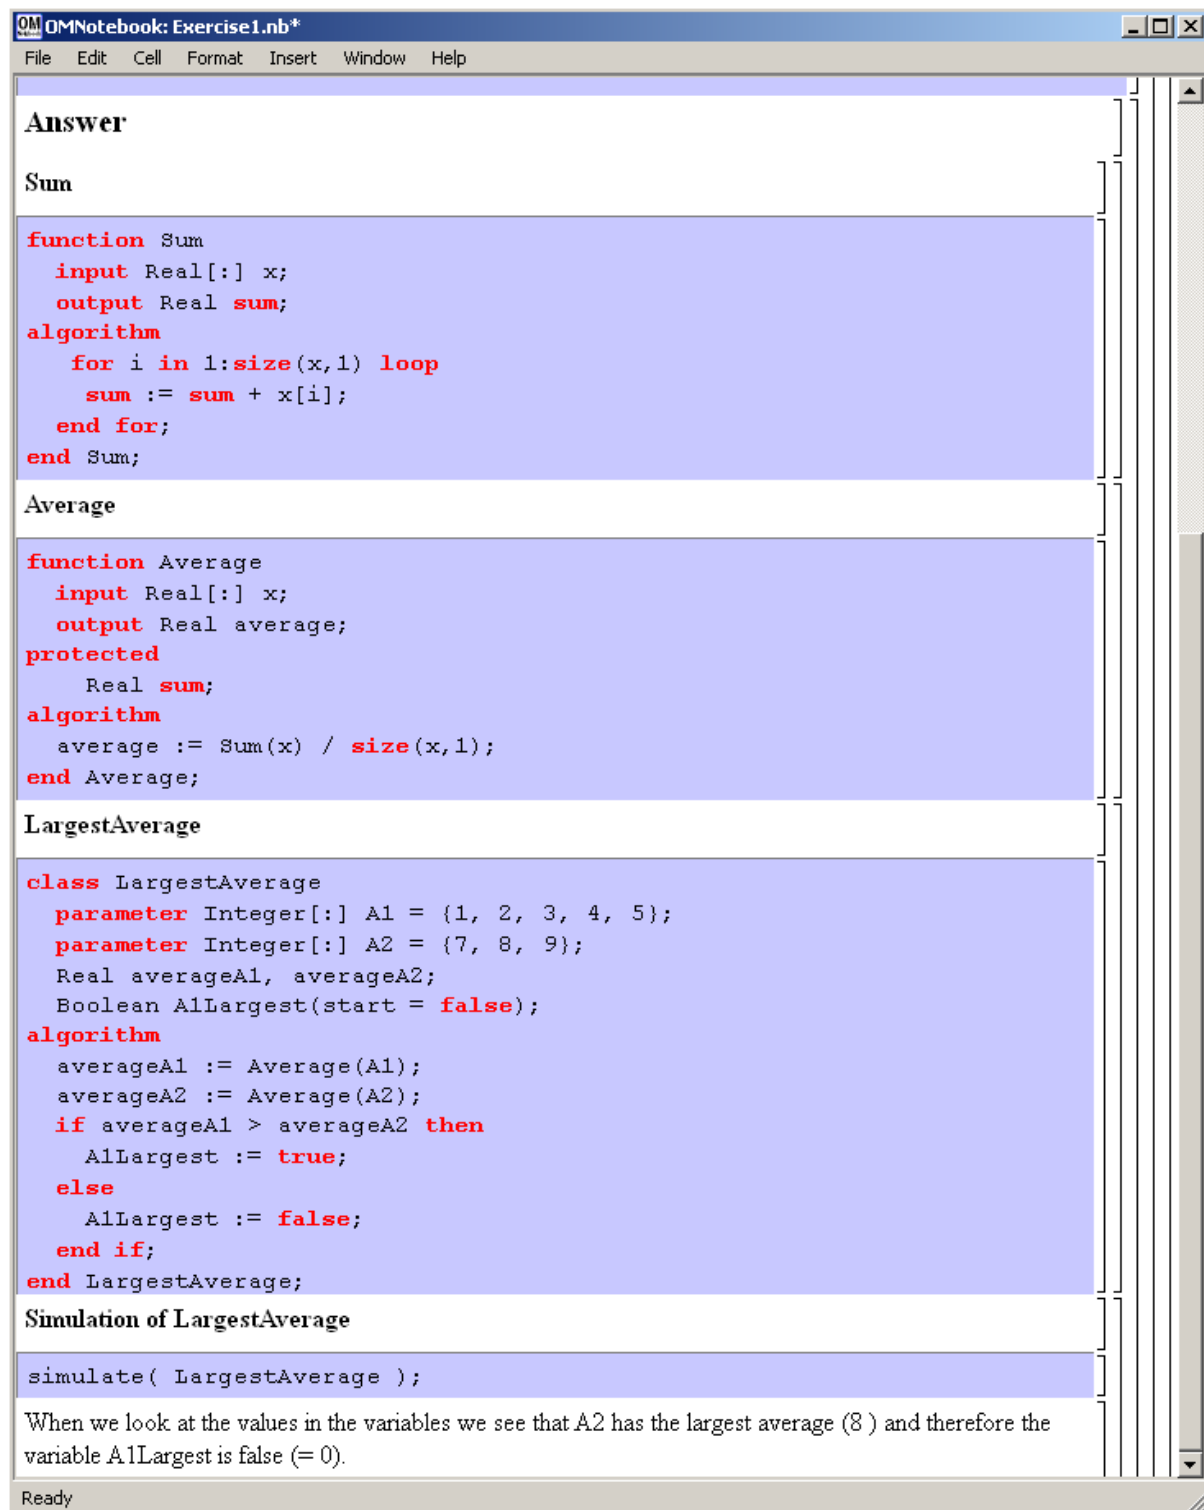 OMNotebook: Exercise1.nb*
File Edit Cell Format Insert Window Help
Answer
Sum
function Sum
  input Real[:] x;
  output Real sum;
algorithm
   for i in 1:size(x,1) loop
    sum := sum + x[i];
  end for;
end Sum;
Average
function Average
  input Real[:] x;
  output Real average;
protected
    Real sum;
algorithm
  average := Sum(x) / size(x,1);
end Average;
LargestAverage
class LargestAverage
  parameter Integer[:] A1 = {1, 2, 3, 4, 5};
  parameter Integer[:] A2 = {7, 8, 9};
  Real averageA1, averageA2;
  Boolean A1Largest(start = false);
algorithm
  averageA1 := Average(A1);
  averageA2 := Average(A2);
  if averageA1 > averageA2 then
    A1Largest := true;
  else
    A1Largest := false;
  end if;
end LargestAverage;
Simulation of LargestAverage
simulate( LargestAverage );
When we look at the values in the variables we see that A2 has the largest average (8 ) and therefore the
variable A1Largest is false (= 0).
Ready